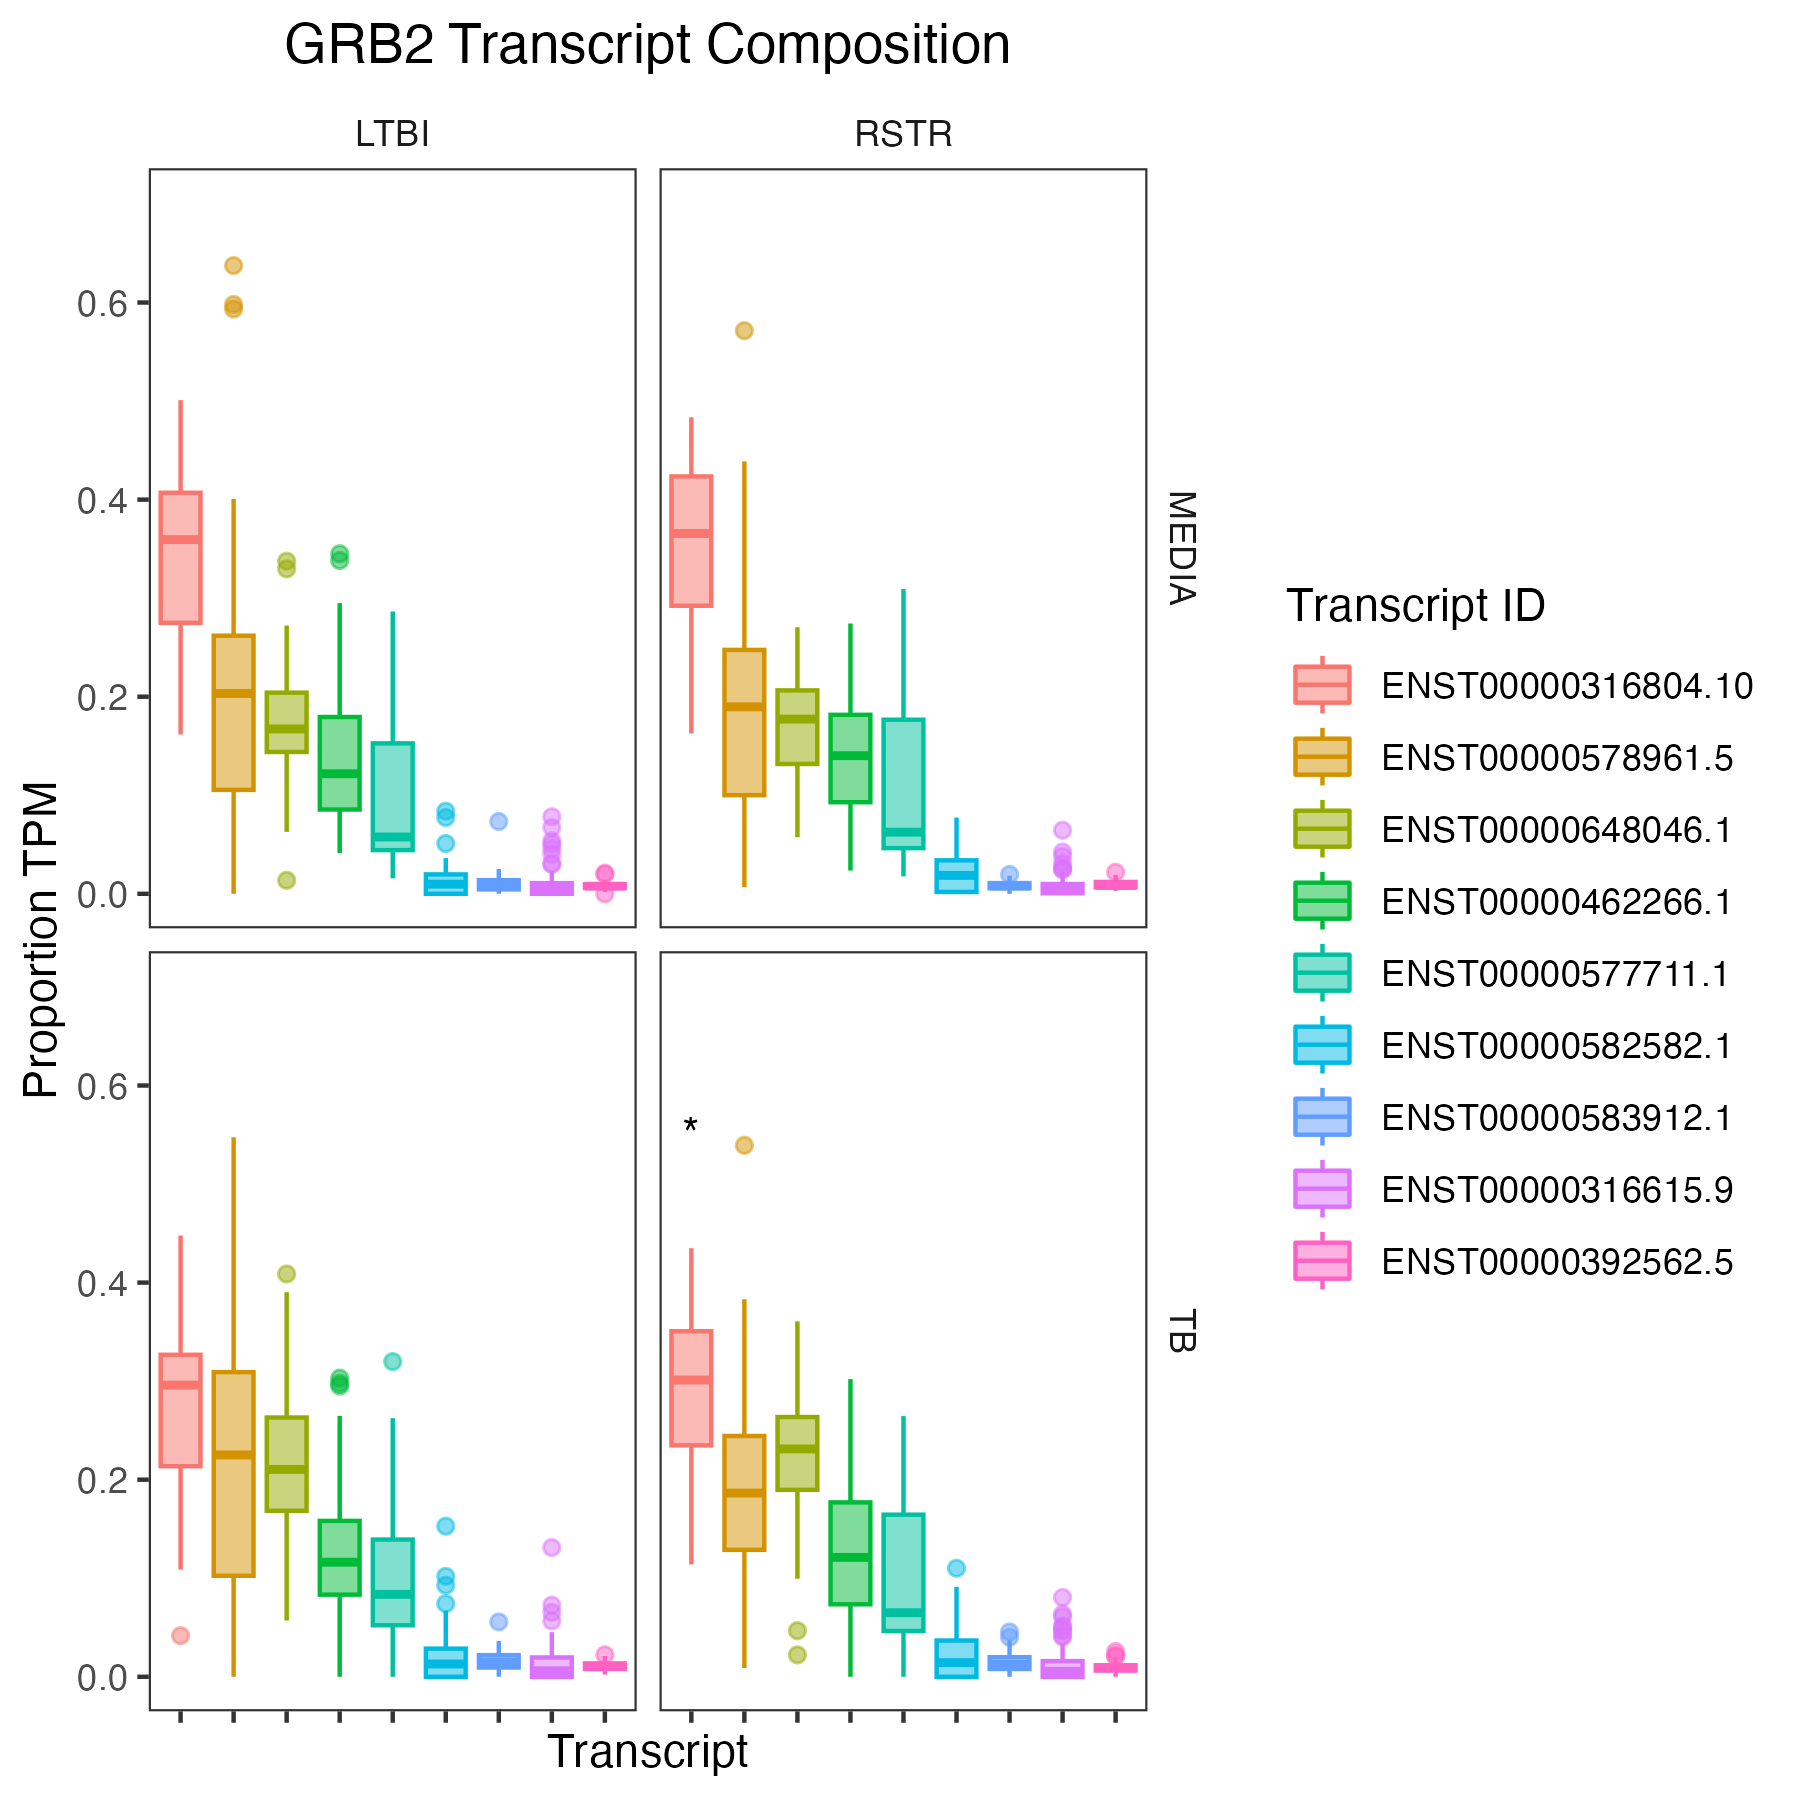 GRB2 Transcript Composition
LTBI
RSTR
MEDIA
TB
Proportion TPM
0.6
0.4
0.2
0.0
0.6
0.4
0.2
0.0
*
Transcript
Transcript ID
ENST00000316804.10
ENST00000578961.5
ENST00000648046.1
ENST00000462266.1
ENST00000577711.1
ENST00000582582.1
ENST00000583912.1
ENST00000316615.9
ENST00000392562.5